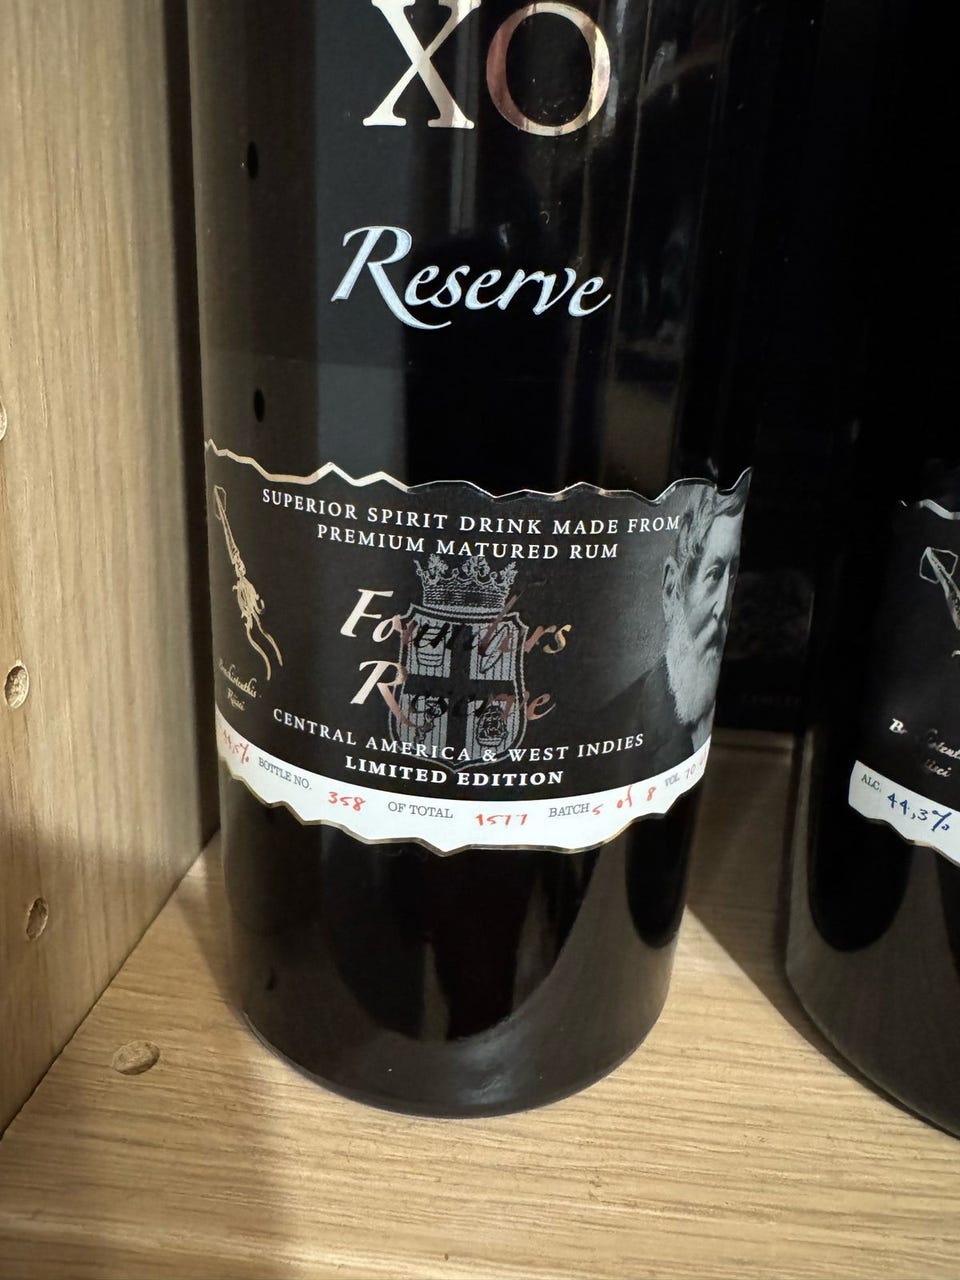 XO
Reserve
SUPERIOR SPIRIT DRINK MADE FROM
PREMIUM MATURED RUM
Founders
Reserve
CENTRAL AMERICA & WEST INDIES
LIMITED EDITION
BOTTLE NO. 358 OF TOTAL 1577 BATCH 5 of 8 VOL.
ALC. 44,3%